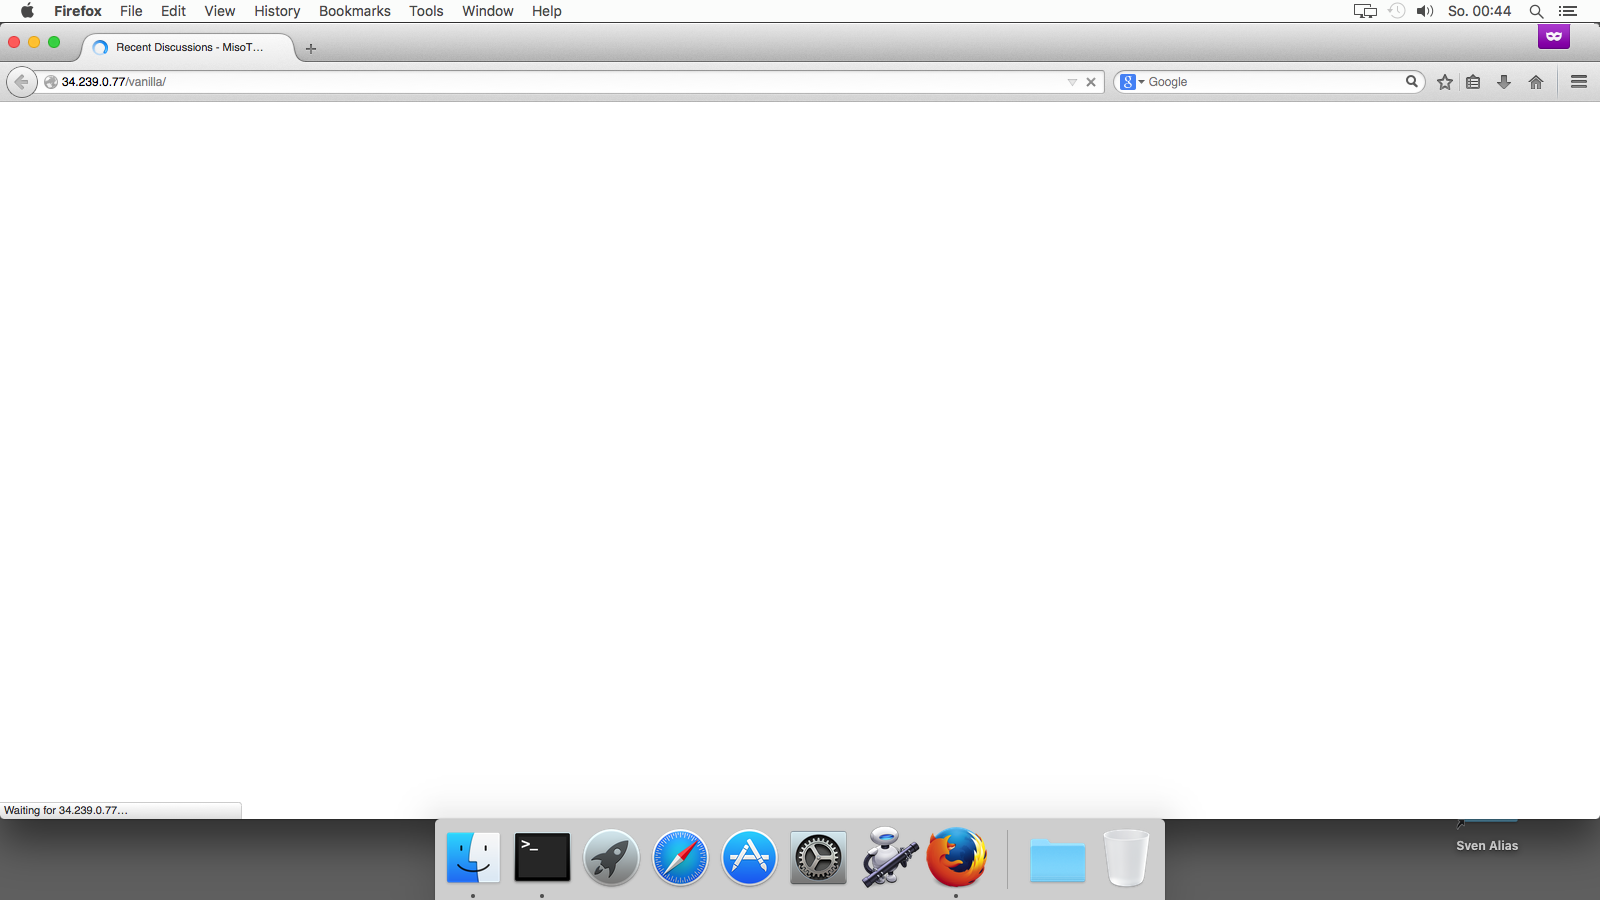 Firefox File Edit View History Bookmarks Tools Window Help So. 00:44
Recent Discussions - MisoT...
34.239.0.77/vanilla/
Google
Waiting for 34.239.0.77...
>_
Sven Alias